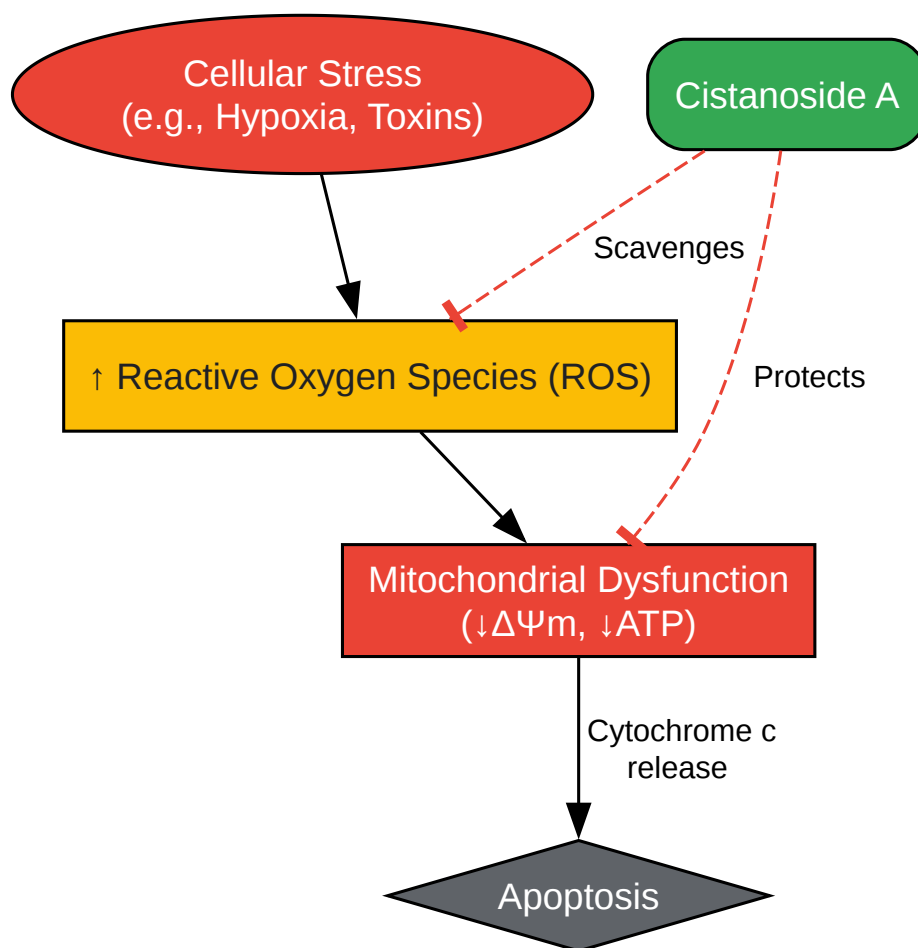 Cellular Stress
(e.g., Hypoxia, Toxins)
Cistanoside A
Scavenges
↑ Reactive Oxygen Species (ROS)
Protects
Mitochondrial Dysfunction
(↓ΔΨm, ↓ATP)
Cytochrome c
release
Apoptosis